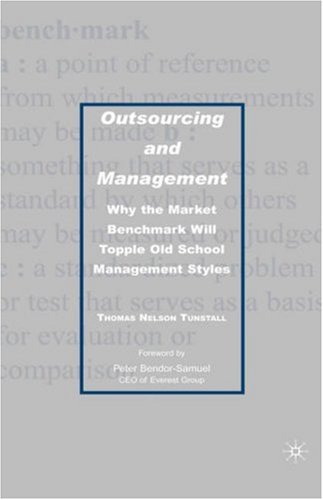 bench·mark
a : a point of reference
from which measurements
may be made b :
something that serves as a
standard by which others
may be measured or judged
c : a standardized problem
or test that serves as a basis
for evaluation or
comparison
Outsourcing
and
Management
Why the Market
Benchmark Will
Topple Old School
Management Styles
Thomas Nelson Tunstall
Foreword by
Peter Bendor-Samuel
CEO of Everest Group